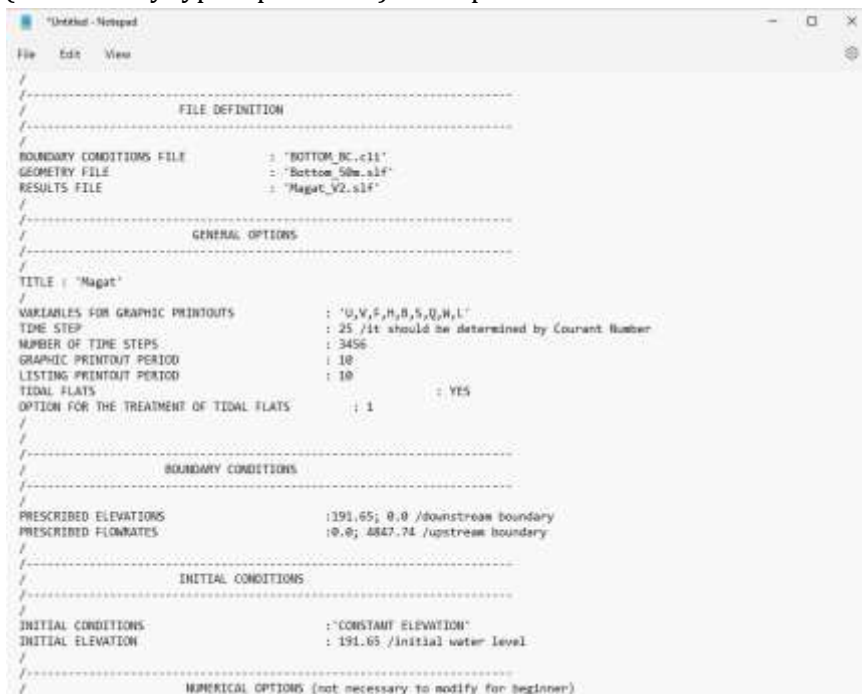 *Untitled - Notepad
File Edit View
/
/----------------------------------------------------------------------
/ FILE DEFINITION
/----------------------------------------------------------------------
/
BOUNDARY CONDITIONS FILE : 'BOTTOM_BC.cli'
GEOMETRY FILE : 'Bottom_50m.slf'
RESULTS FILE : 'Magat_V2.slf'
/
/----------------------------------------------------------------------
/ GENERAL OPTIONS
/----------------------------------------------------------------------
/
TITLE : 'Magat'
/
VARIABLES FOR GRAPHIC PRINTOUTS : 'U,V,F,H,B,S,Q,W,L'
TIME STEP : 25 /it should be determined by Courant Number
NUMBER OF TIME STEPS : 3456
GRAPHIC PRINTOUT PERIOD : 10
LISTING PRINTOUT PERIOD : 10
TIDAL FLATS : YES
OPTION FOR THE TREATMENT OF TIDAL FLATS : 1
/
/
/----------------------------------------------------------------------
/ BOUNDARY CONDITIONS
/----------------------------------------------------------------------
/
PRESCRIBED ELEVATIONS :191.65; 0.0 /downstream boundary
PRESCRIBED FLOWRATES :0.0; 4847.74 /upstream boundary
/
/----------------------------------------------------------------------
/ INITIAL CONDITIONS
/----------------------------------------------------------------------
/
INITIAL CONDITIONS :'CONSTANT ELEVATION'
INITIAL ELEVATION : 191.65 /initial water level
/
/----------------------------------------------------------------------
/ NUMERICAL OPTIONS (not necessary to modify for beginner)